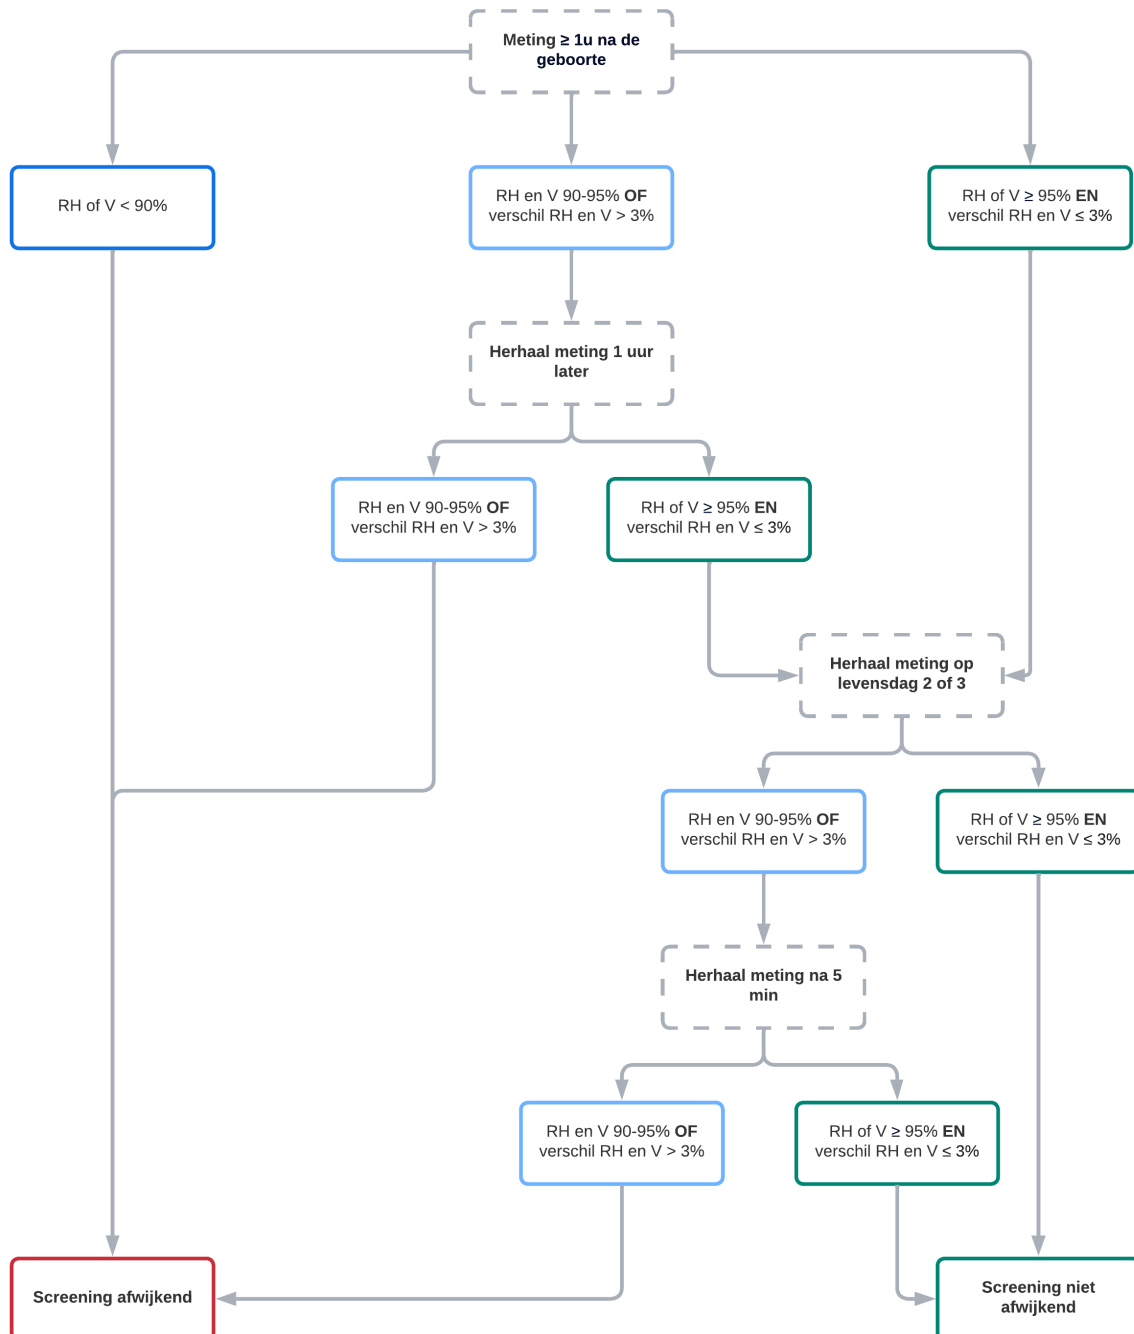 Meting ≥ 1u na de
geboorte
RH of V < 90%
RH en V 90-95% OF
verschil RH en V > 3%
RH of V ≥ 95% EN
verschil RH en V ≤ 3%
Herhaal meting 1 uur
later
RH en V 90-95% OF
verschil RH en V > 3%
RH of V ≥ 95% EN
verschil RH en V ≤ 3%
Herhaal meting op
levensdag 2 of 3
RH en V 90-95% OF
verschil RH en V > 3%
RH of V ≥ 95% EN
verschil RH en V ≤ 3%
Herhaal meting na 5
min
RH en V 90-95% OF
verschil RH en V > 3%
RH of V ≥ 95% EN
verschil RH en V ≤ 3%
Screening afwijkend
Screening niet
afwijkend